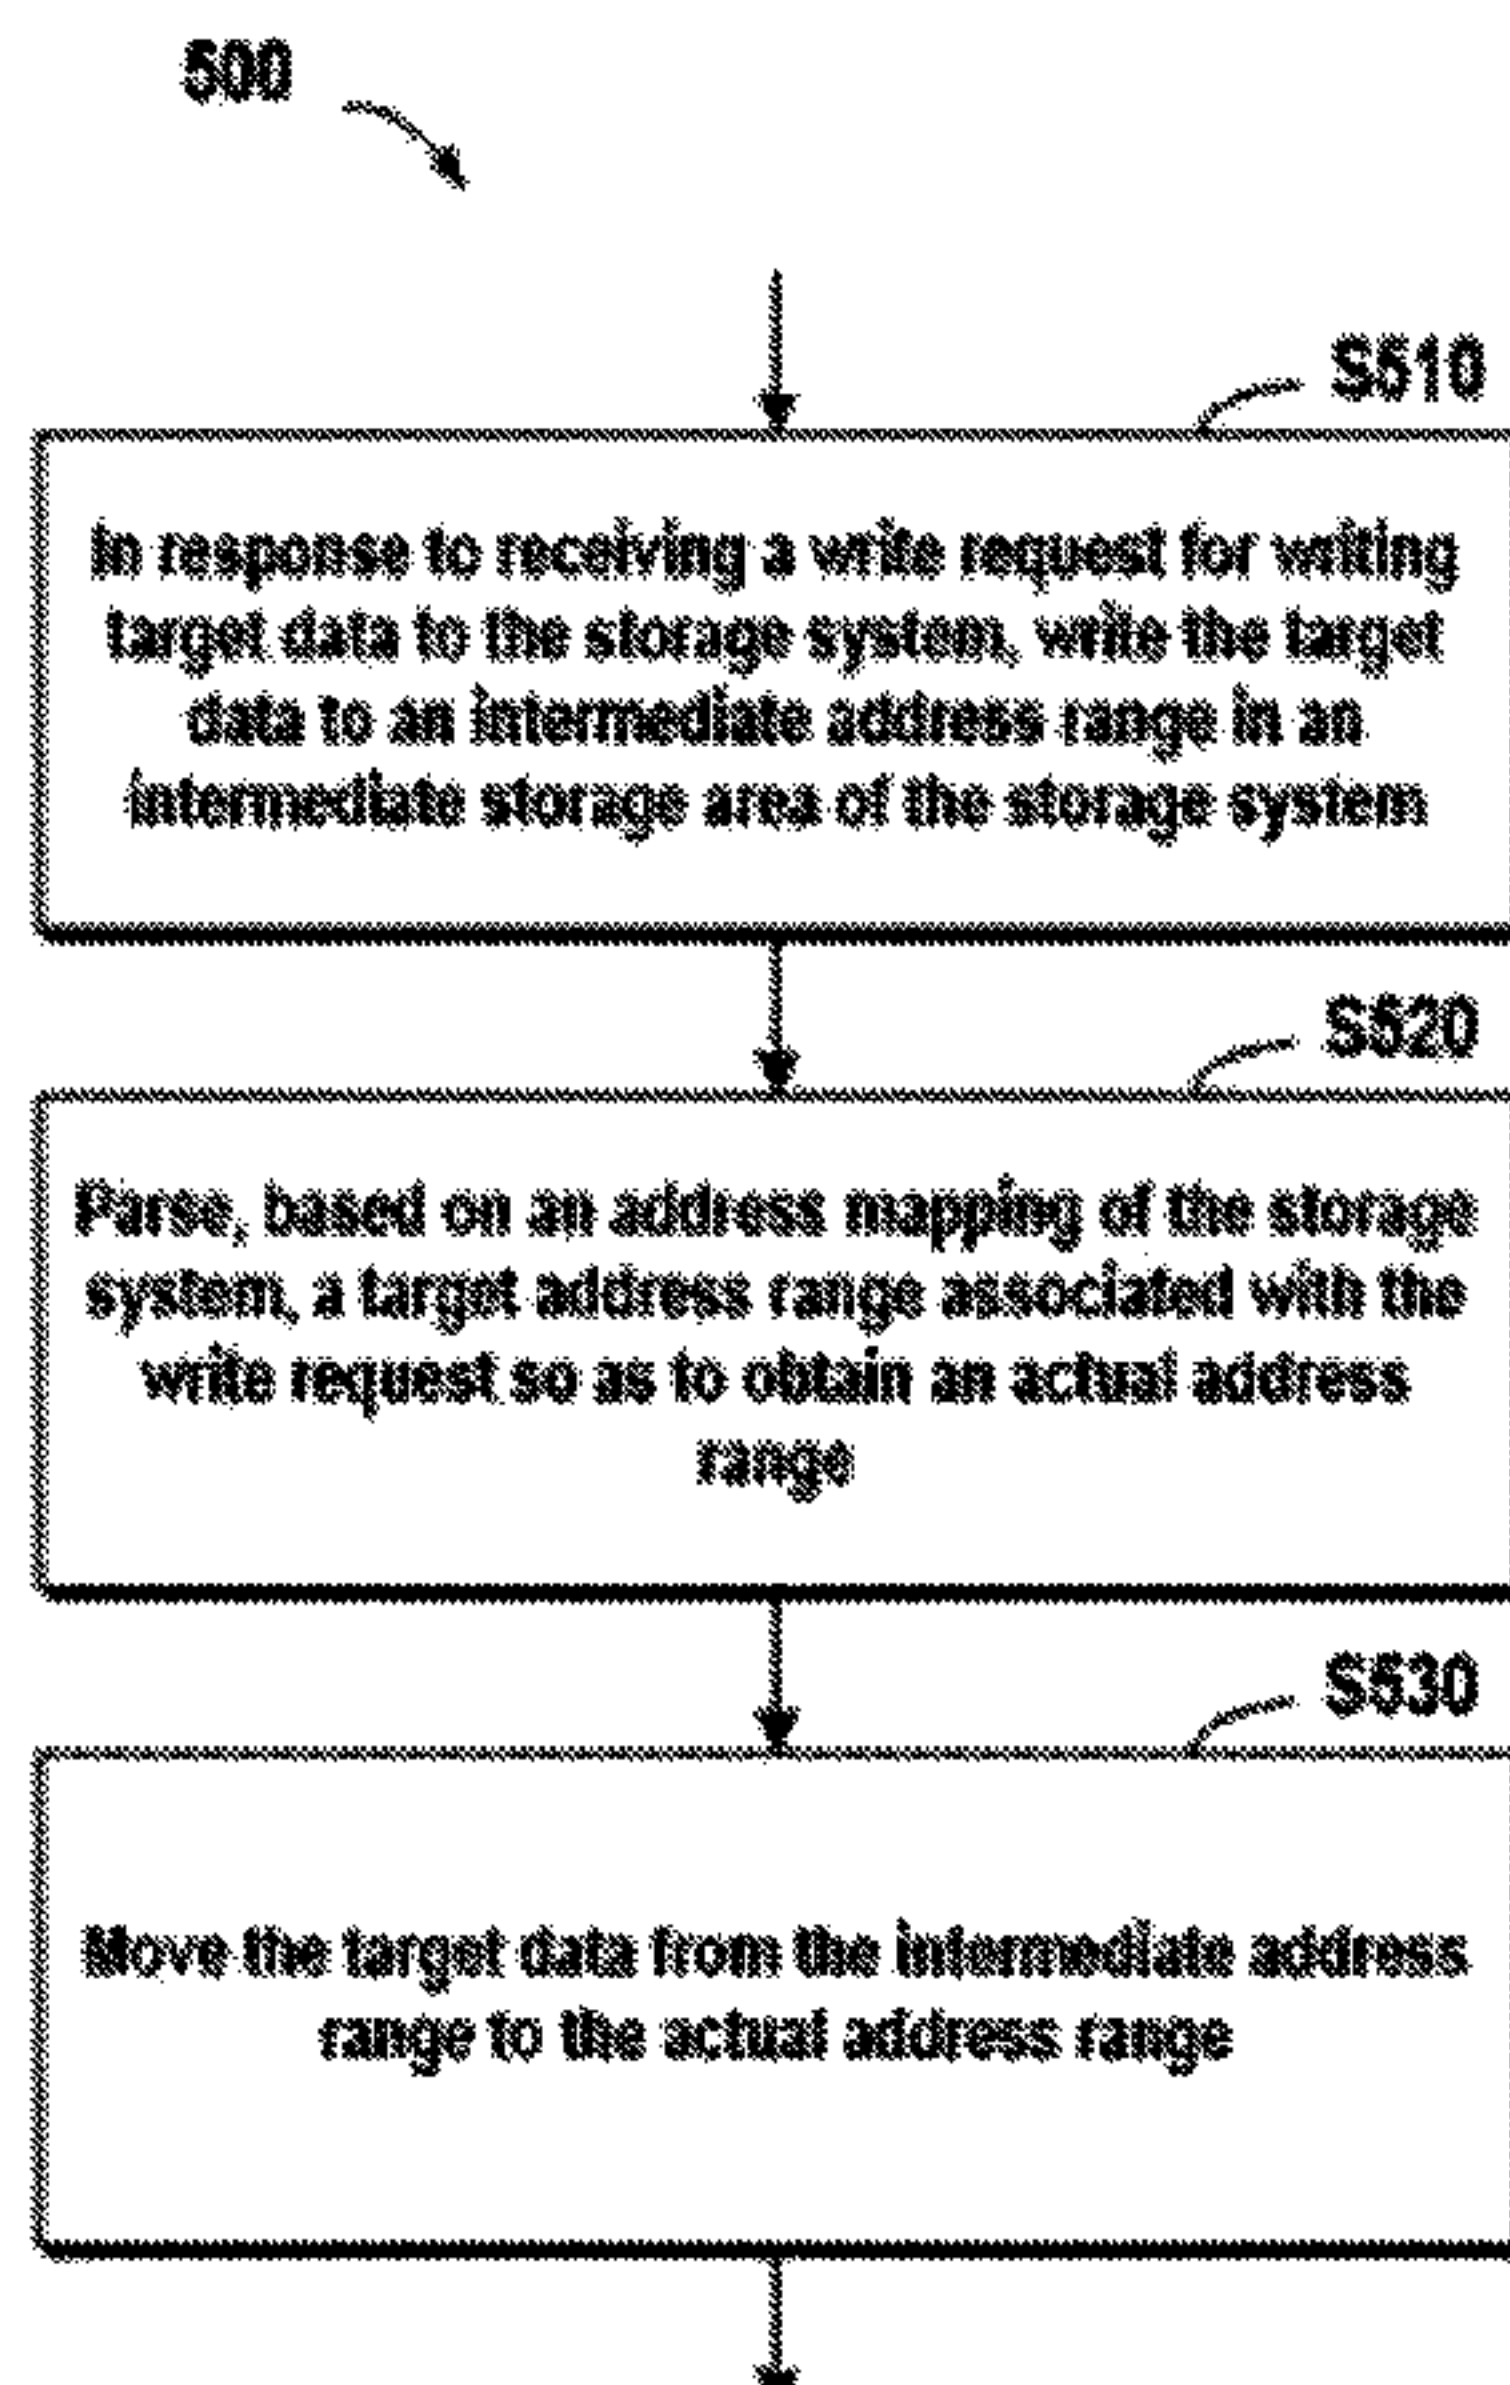 500
S510
In response to receiving a write request for writing
target data to the storage system, write the target
data to an intermediate address range in an
intermediate storage area of the storage system
S520
Parse, based on an address mapping of the storage
system, a target address range associated with the
write request so as to obtain an actual address
range
S530
Move the target data from the intermediate address
range to the actual address range